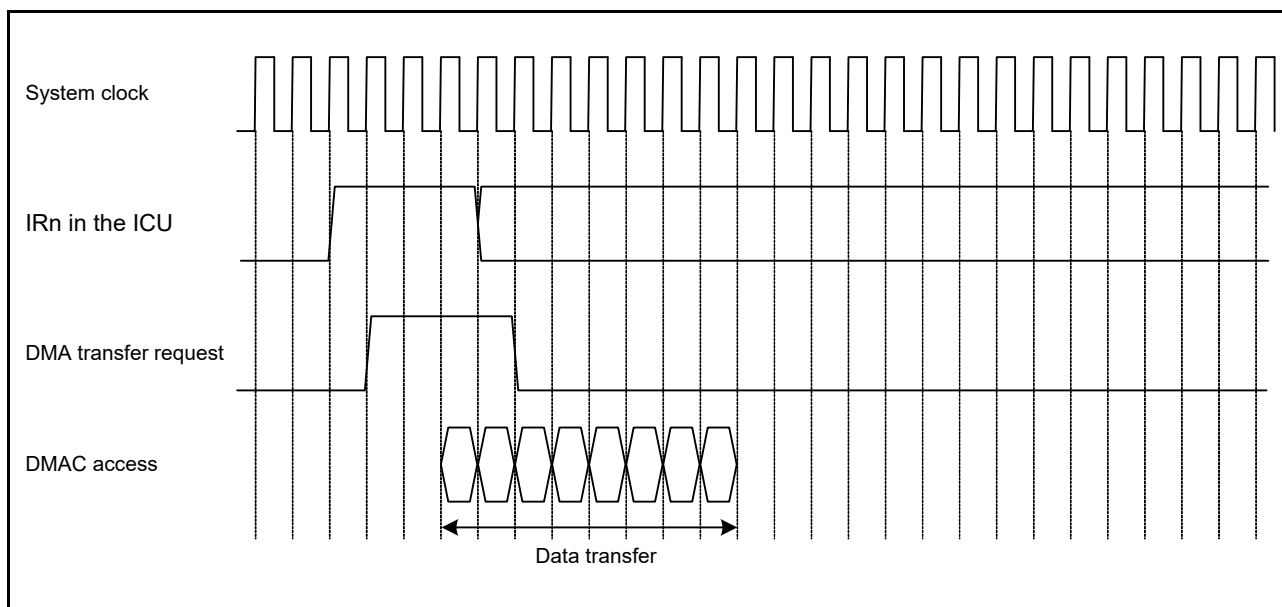 System clock
IRn in the ICU
DMA transfer request
DMAC access
Data transfer